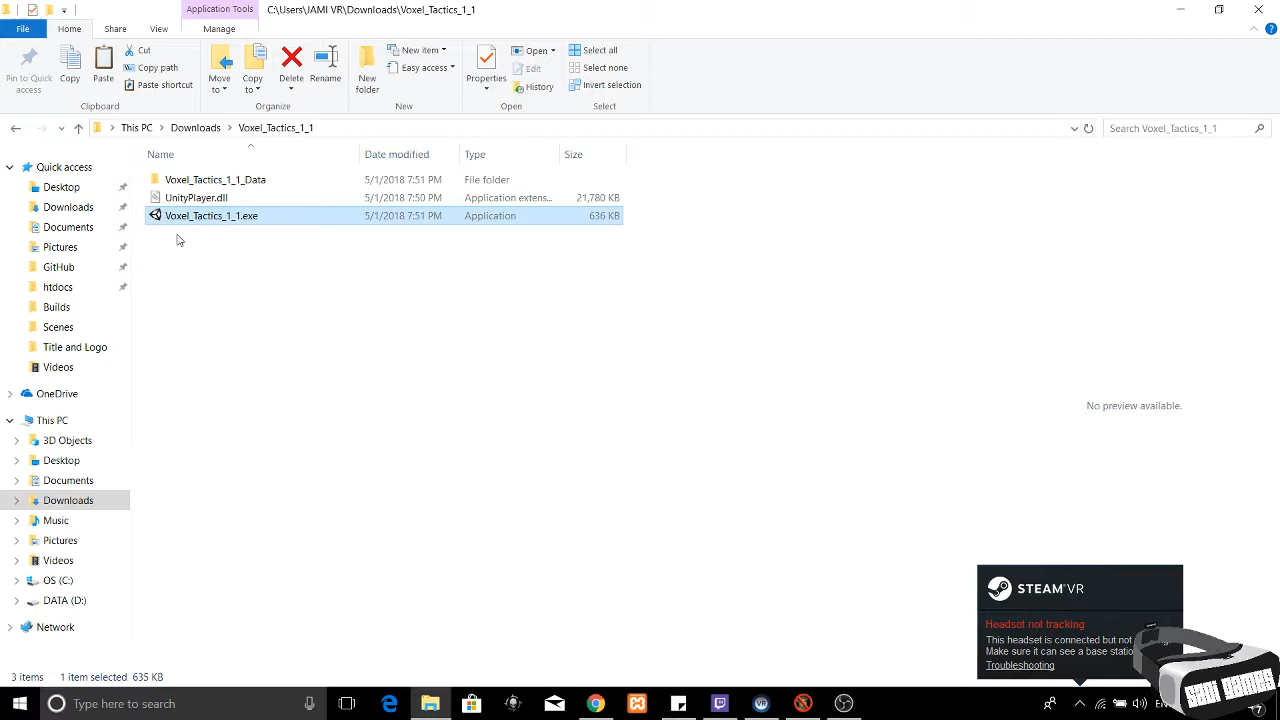 Application Tools
C:\Users\JAMI VR\Downloads\Voxel_Tactics_1_1
File Home Share View Manage
Pin to Quick access
Copy
Paste
Cut
Copy path
Paste shortcut
Clipboard
Move to
Copy to
Delete
Rename
Organize
New folder
New item
Easy access
New
Properties
Open
Edit
History
Open
Select all
Select none
Invert selection
Select
This PC > Downloads > Voxel_Tactics_1_1
Search Voxel_Tactics_1_1
Name Date modified Type Size
Voxel_Tactics_1_1_Data 5/1/2018 7:51 PM File folder
UnityPlayer.dll 5/1/2018 7:50 PM Application extens... 21,780 KB
Voxel_Tactics_1_1.exe 5/1/2018 7:51 PM Application 636 KB
Quick access
Desktop
Downloads
Documents
Pictures
GitHub
htdocs
Builds
Scenes
Title and Logo
Videos
OneDrive
This PC
3D Objects
Desktop
Documents
Downloads
Music
Pictures
Videos
OS (C:)
DATA (D:)
Network
No preview available.
STEAM VR
Headset not tracking
This headset is connected but not
Make sure it can see a base
Troubleshooting
3 items 1 item selected 635 KB
Type here to search
7